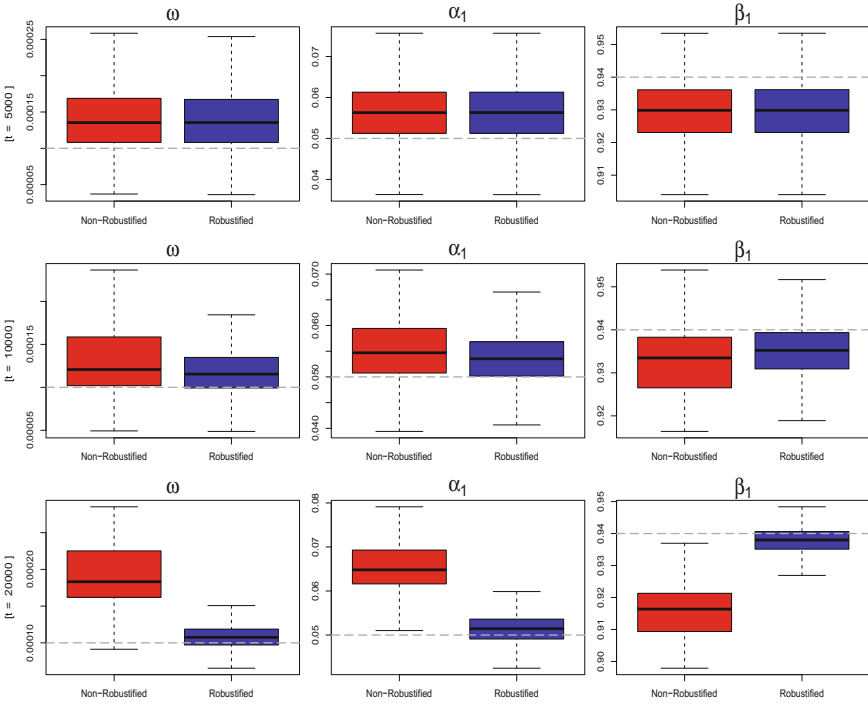 ω α1 β1
[t = 5000]
0.00005 0.00015 0.00025
0.04 0.05 0.06 0.07
0.91 0.92 0.93 0.94 0.95
Non−Robustified Robustified Non−Robustified Robustified Non−Robustified Robustified
ω α1 β1
[t = 10000]
0.00005 0.00015
0.040 0.050 0.060 0.070
0.92 0.93 0.94 0.95
Non−Robustified Robustified Non−Robustified Robustified Non−Robustified Robustified
ω α1 β1
[t = 20000]
0.00010 0.00020
0.05 0.06 0.07 0.08
0.90 0.91 0.92 0.94 0.95
Non−Robustified Robustified Non−Robustified Robustified Non−Robustified Robustified